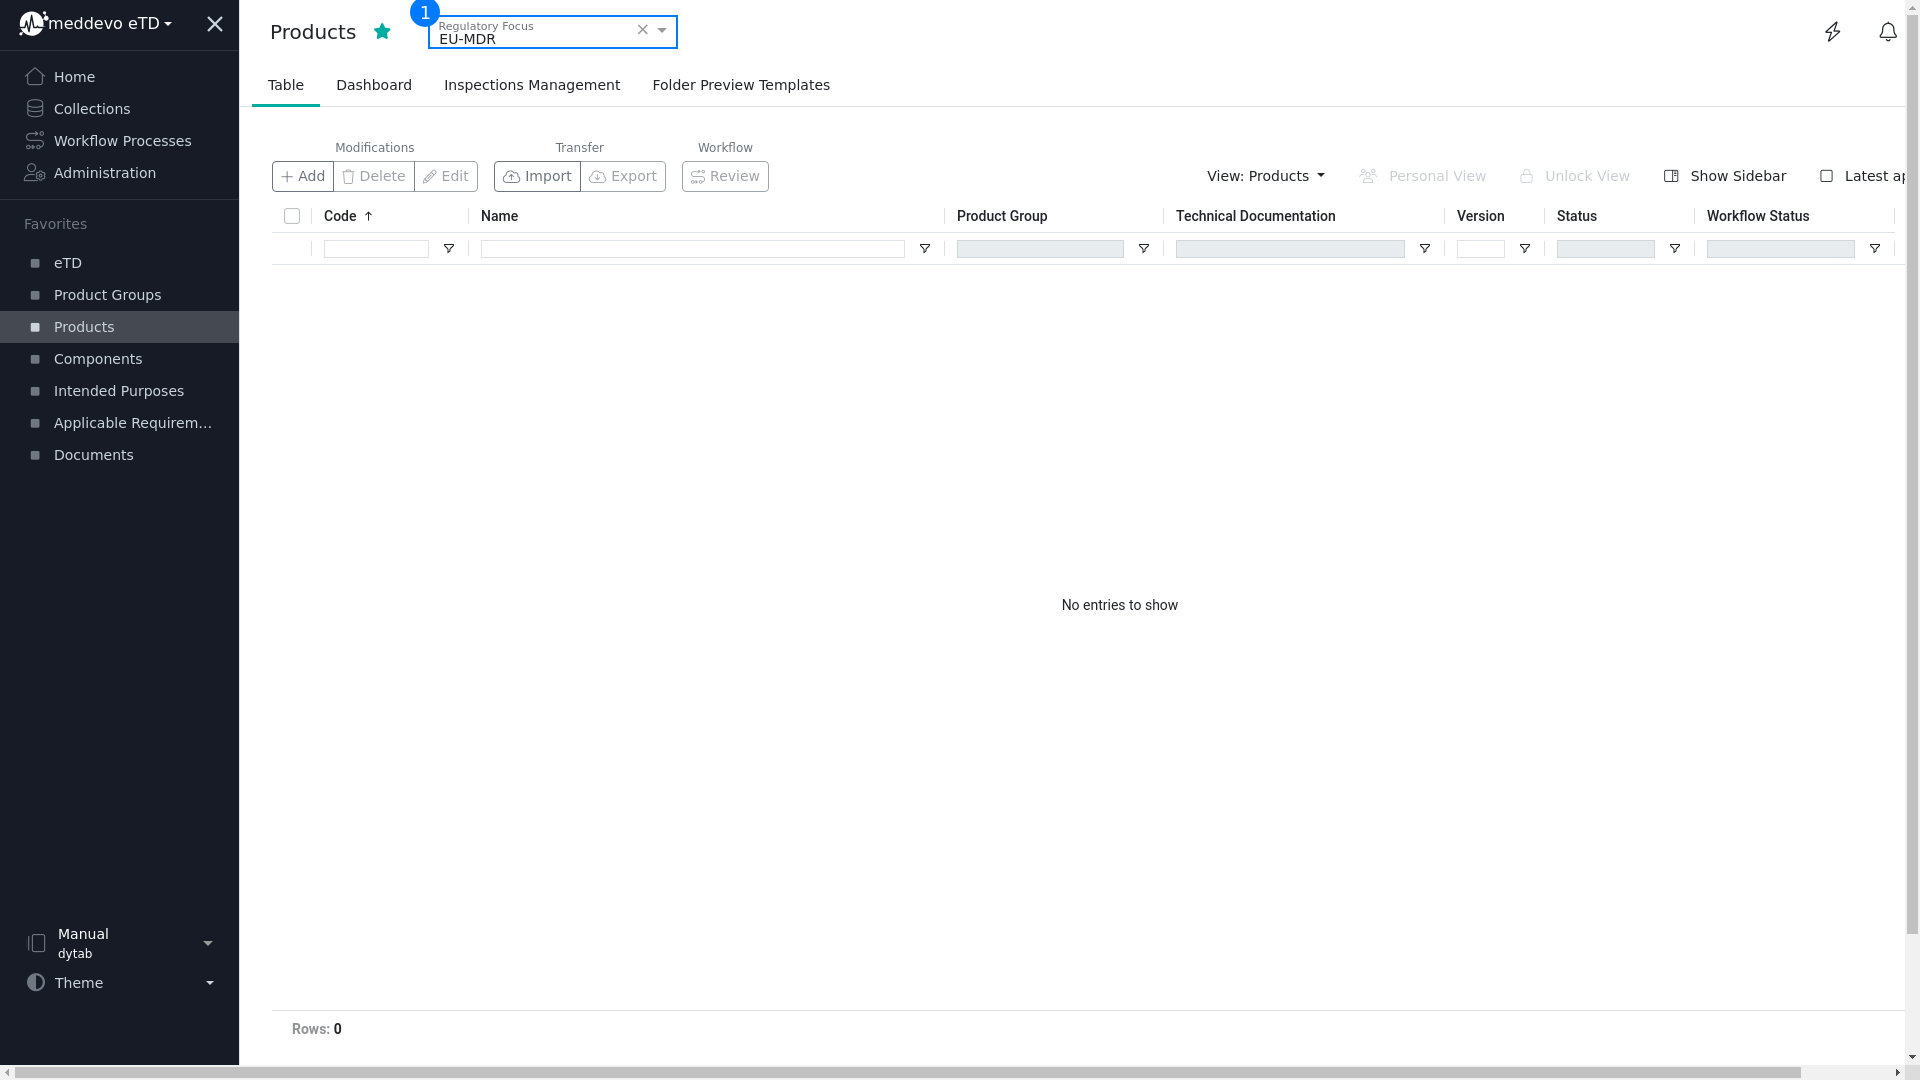 meddevo eTD
Home
Collections
Workflow Processes
Administration
Favorites
eTD
Product Groups
Products
Components
Intended Purposes
Applicable Requirem...
Documents
Manual
dytab
Theme
Products
1
Regulatory Focus
EU-MDR
Table Dashboard Inspections Management Folder Preview Templates
Modifications Transfer Workflow
Add Delete Edit Import Export Review
View: Products Personal View Unlock View Show Sidebar Latest ap
Code Name Product Group Technical Documentation Version Status Workflow Status
No entries to show
Rows: 0